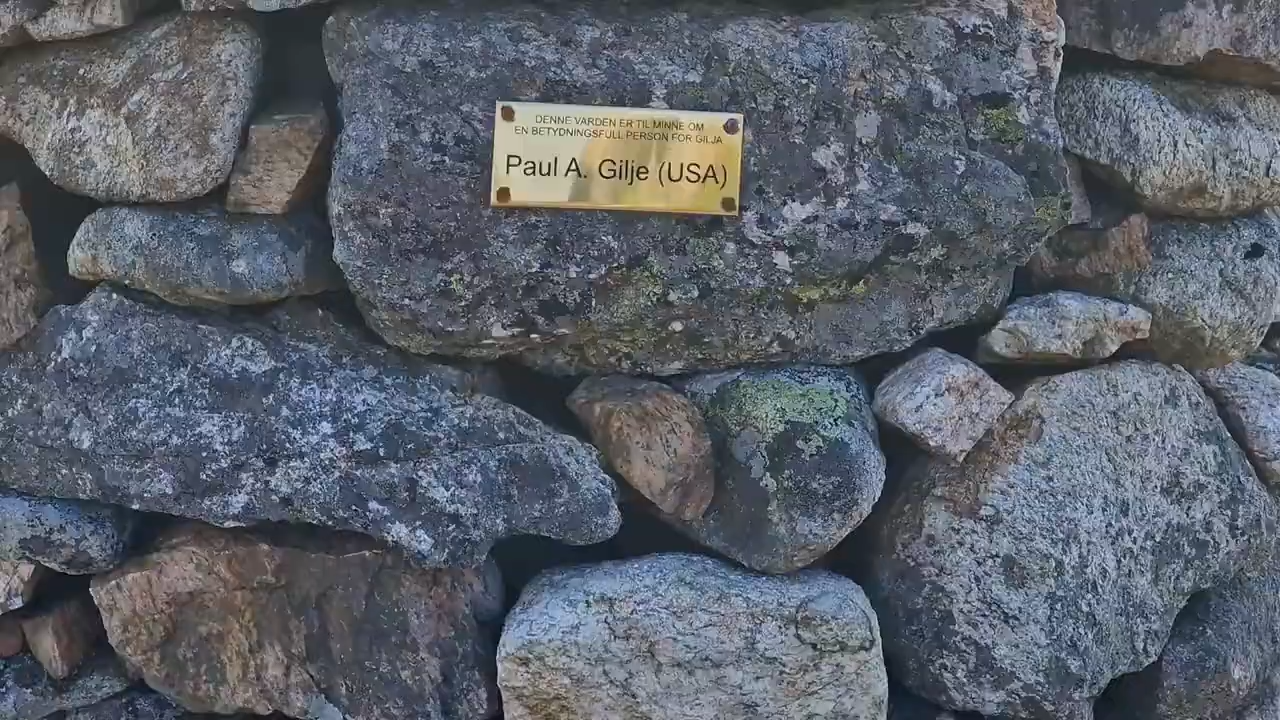 DENNE VARDEN ER TIL MINNE OM
EN BETYDNINGSFULL PERSON FOR GILJA
Paul A. Gilje (USA)